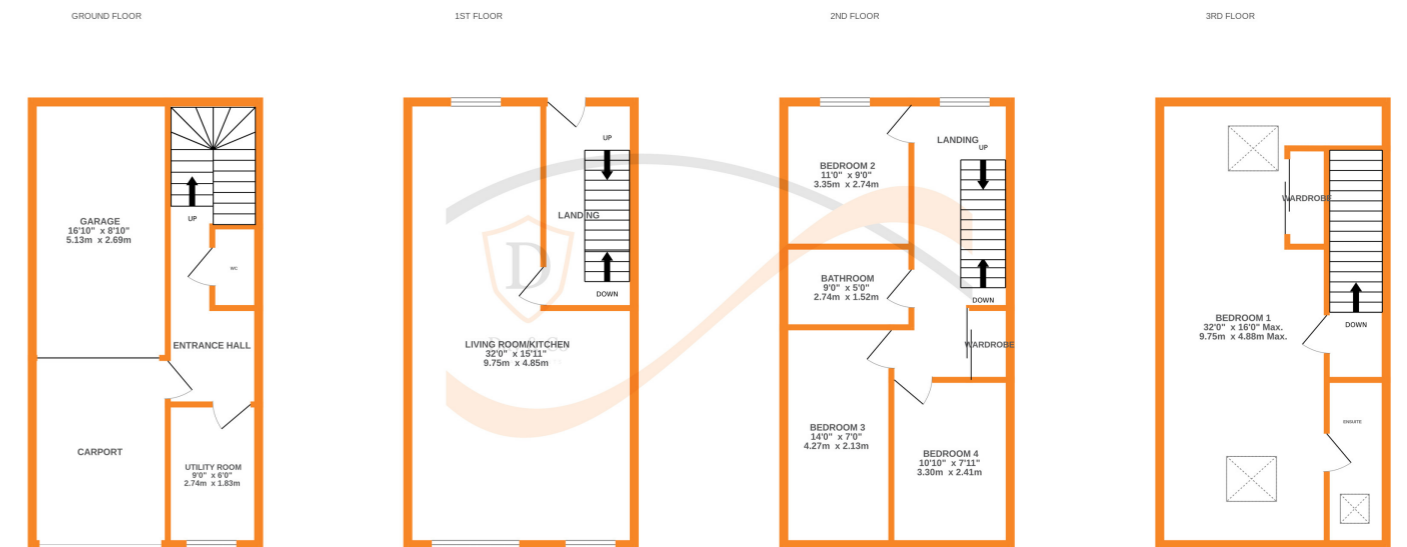 GROUND FLOOR
GARAGE
16'10" x 8'10"
5.13m x 2.69m
UP
WC
ENTRANCE HALL
CARPORT
UTILITY ROOM
9'0" x 6'0"
2.74m x 1.83m
1ST FLOOR
UP
LANDING
DOWN
D
LIVING ROOM/KITCHEN
32'0" x 15'11"
9.75m x 4.85m
2ND FLOOR
LANDING
UP
BEDROOM 2
11'0" x 9'0"
3.35m x 2.74m
BATHROOM
9'0" x 5'0"
2.74m x 1.52m
DOWN
WARDROBE
BEDROOM 3
14'0" x 7'0"
4.27m x 2.13m
BEDROOM 4
10'10" x 7'11"
3.30m x 2.41m
3RD FLOOR
WARDROBE
BEDROOM 1
32'0" x 16'0" Max.
9.75m x 4.88m Max.
DOWN
ENSUITE